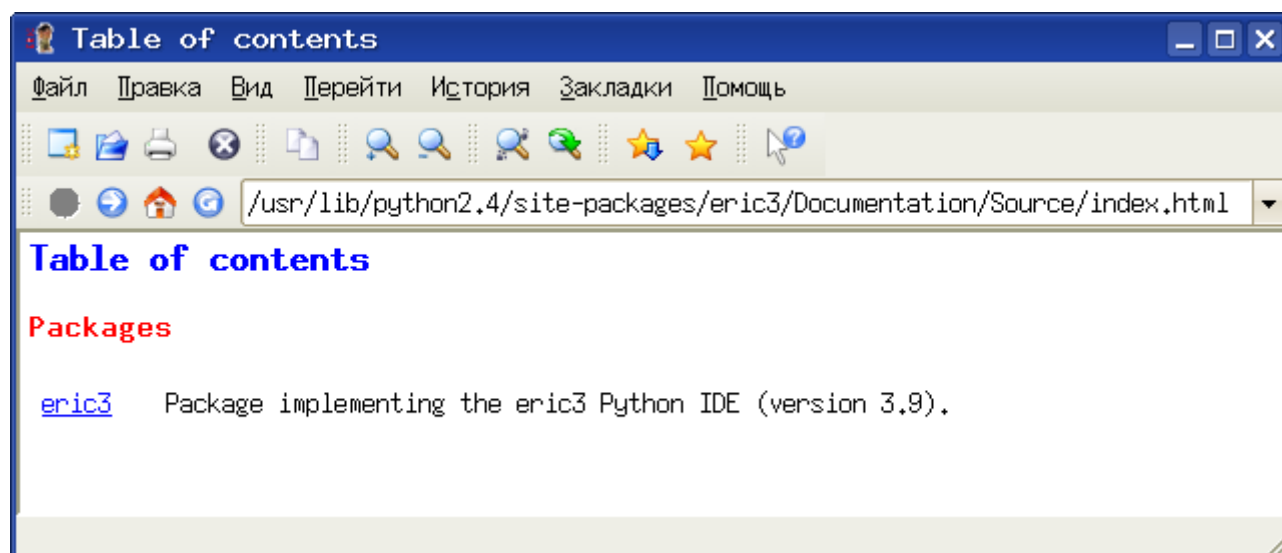 Table of contents
Файл Правка Вид Перейти История Закладки Помощь
/usr/lib/python2.4/site-packages/eric3/Documentation/Source/index.html
Table of contents
Packages
eric3 Package implementing the eric3 Python IDE (version 3.9).